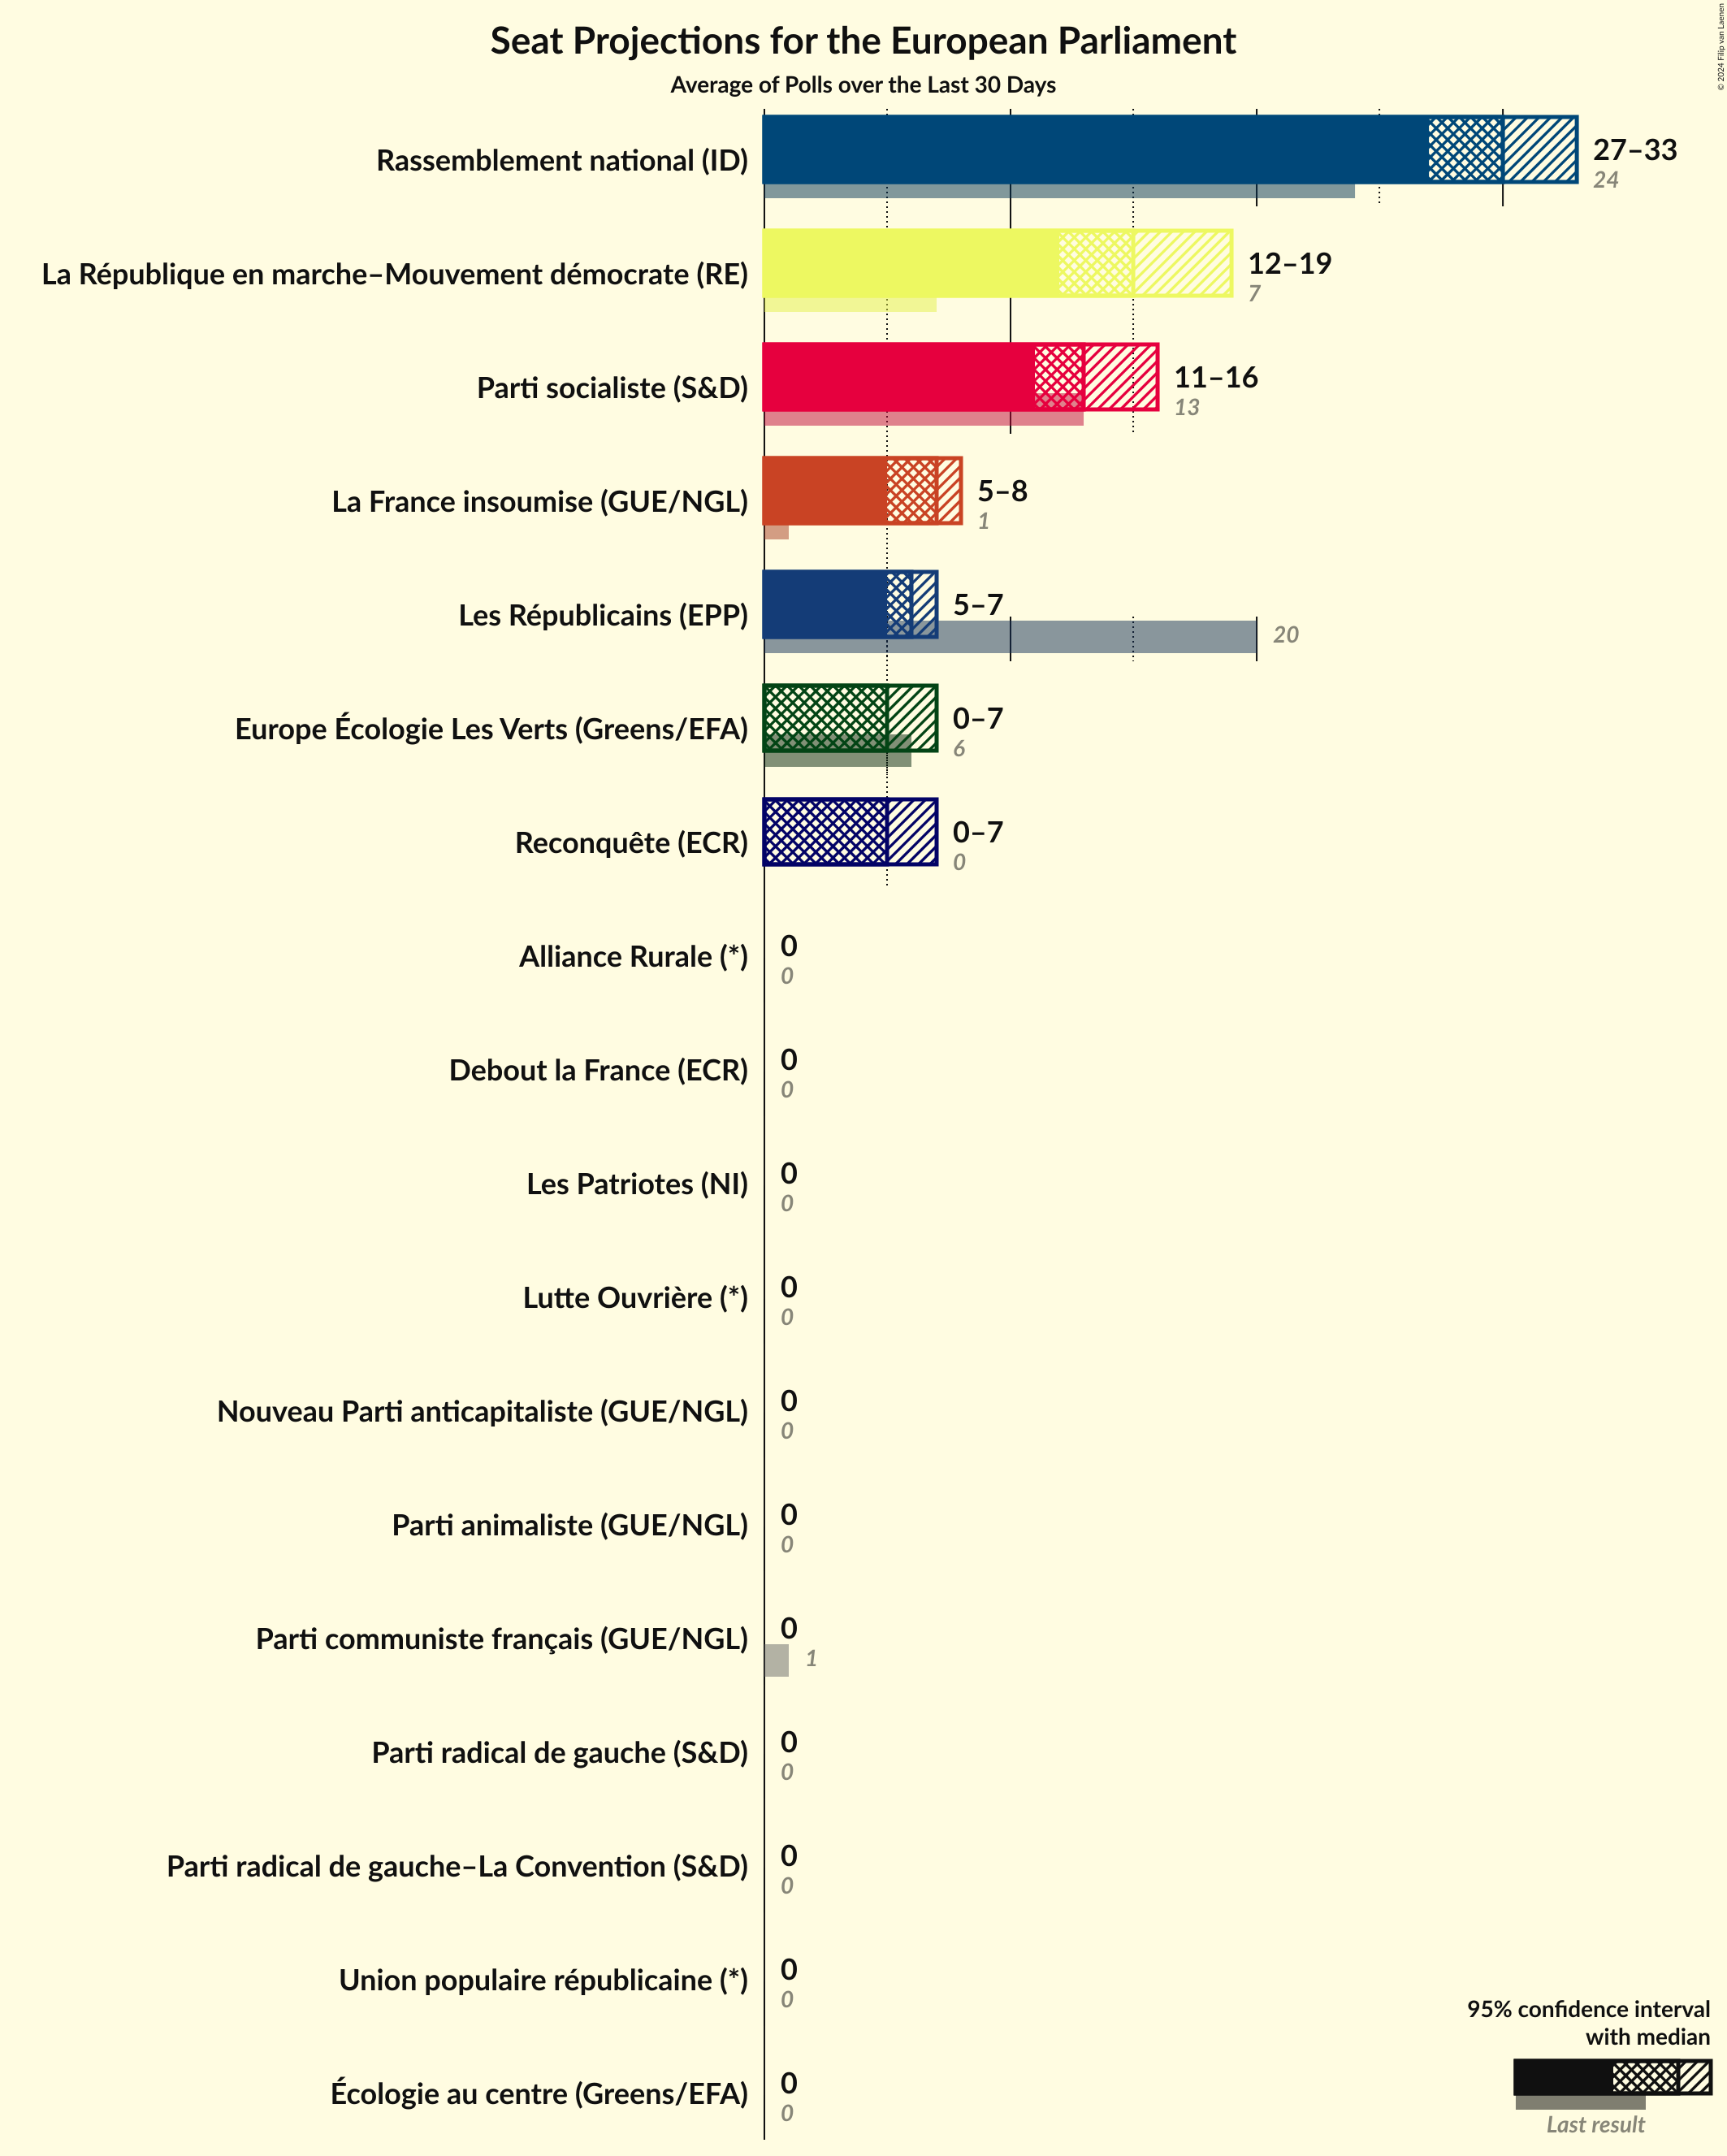 Seat Projections for the European Parliament
Average of Polls over the Last 30 Days
© 2024 Filip van Laenen
Rassemblement national (ID)
27–33
24
La République en marche–Mouvement démocrate (RE)
12–19
7
Parti socialiste (S&D)
11–16
13
La France insoumise (GUE/NGL)
5–8
1
Les Républicains (EPP)
5–7
20
Europe Écologie Les Verts (Greens/EFA)
0–7
6
Reconquête (ECR)
0–7
0
Alliance Rurale (*)
0
0
Debout la France (ECR)
0
0
Les Patriotes (NI)
0
0
Lutte Ouvrière (*)
0
0
Nouveau Parti anticapitaliste (GUE/NGL)
0
0
Parti animaliste (GUE/NGL)
0
0
Parti communiste français (GUE/NGL)
0
1
Parti radical de gauche (S&D)
0
0
Parti radical de gauche–La Convention (S&D)
0
0
Union populaire républicaine (*)
0
0
Écologie au centre (Greens/EFA)
0
0
95% confidence interval
with median
Last result